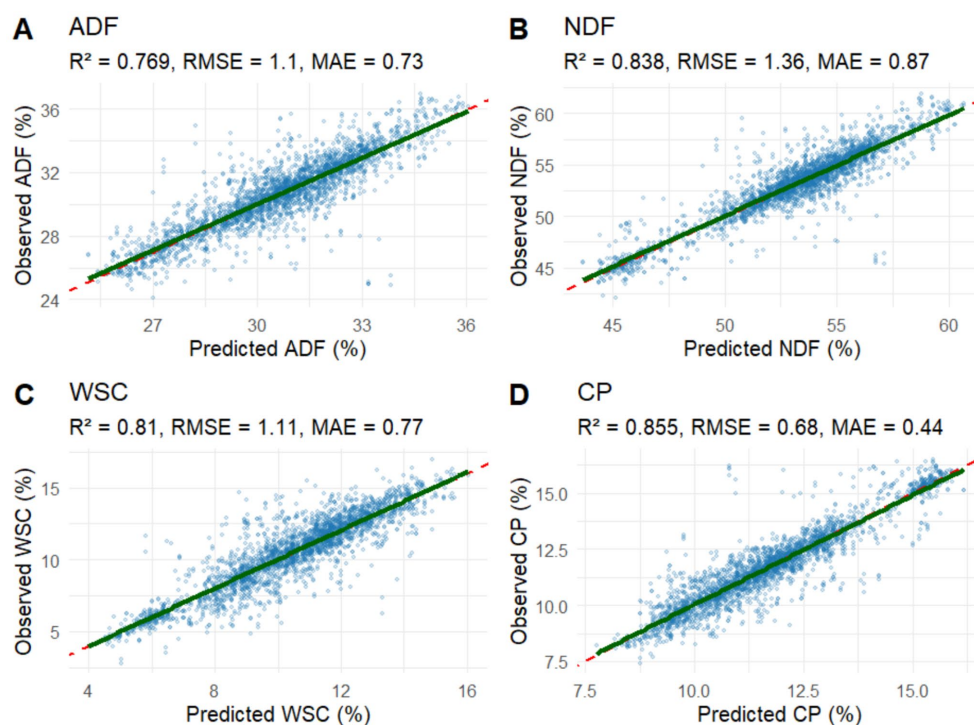 A ADF
R² = 0.769, RMSE = 1.1, MAE = 0.73
Observed ADF (%)
36
32
28
24
27 30 33 36
Predicted ADF (%)
B NDF
R² = 0.838, RMSE = 1.36, MAE = 0.87
Observed NDF (%)
60
55
50
45
45 50 55 60
Predicted NDF (%)
C WSC
R² = 0.81, RMSE = 1.11, MAE = 0.77
Observed WSC (%)
15
10
5
4 8 12 16
Predicted WSC (%)
D CP
R² = 0.855, RMSE = 0.68, MAE = 0.44
Observed CP (%)
15.0
12.5
10.0
7.5
7.5 10.0 12.5 15.0
Predicted CP (%)